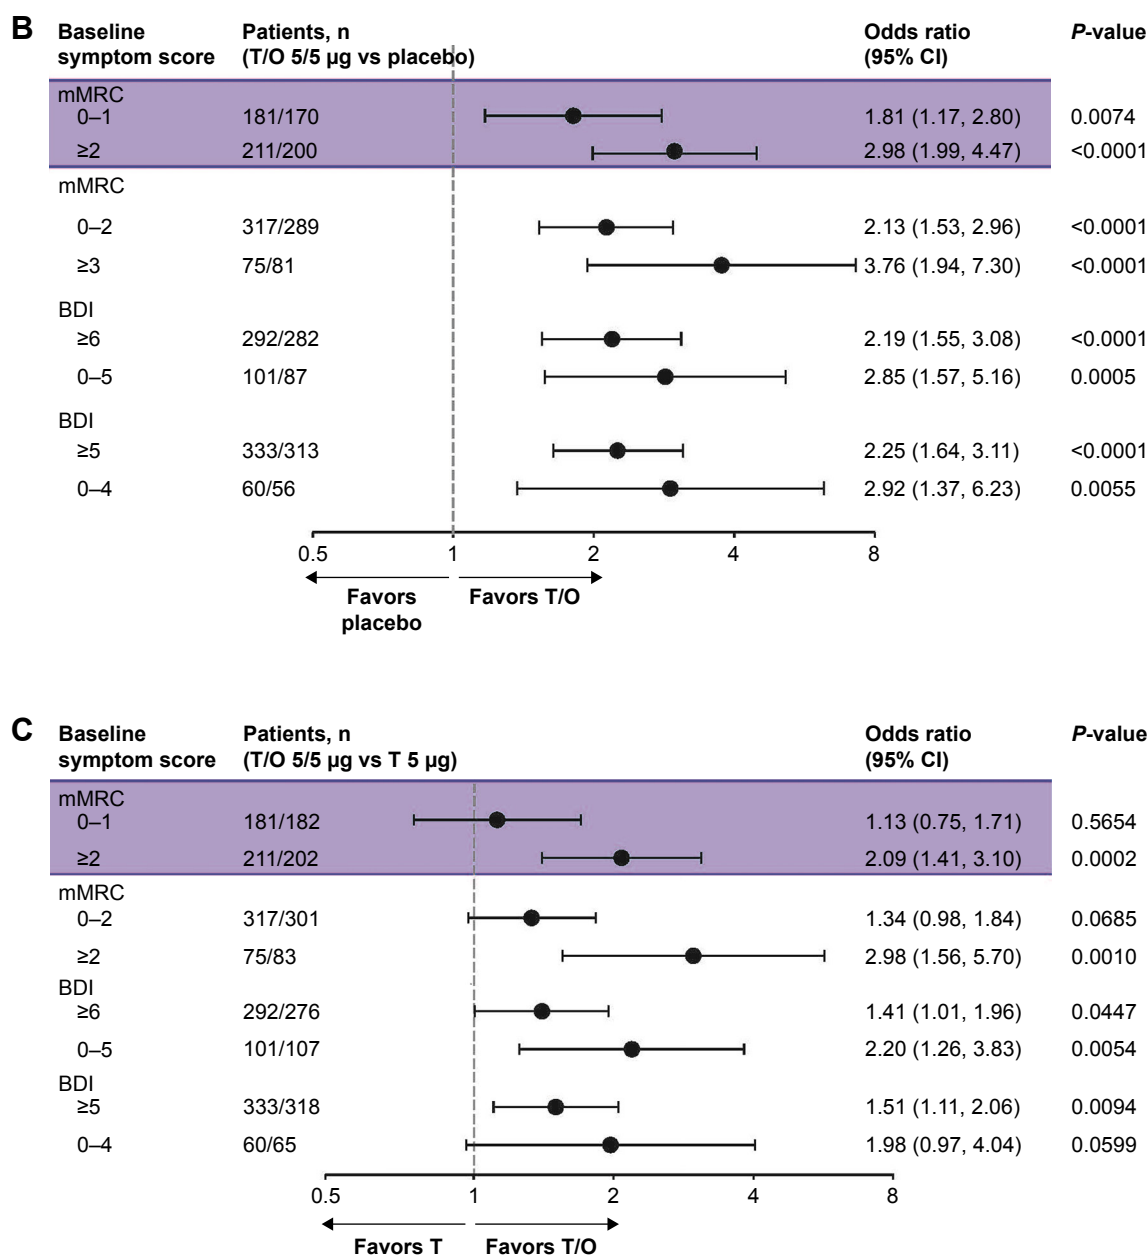 B Baseline Patients, n Odds ratio P-value
symptom score (T/O 5/5 µg vs placebo) (95% CI)
mMRC
0–1 181/170 1.81 (1.17, 2.80) 0.0074
≥2 211/200 2.98 (1.99, 4.47) <0.0001
mMRC
0–2 317/289 2.13 (1.53, 2.96) <0.0001
≥3 75/81 3.76 (1.94, 7.30) <0.0001
BDI
≥6 292/282 2.19 (1.55, 3.08) <0.0001
0–5 101/87 2.85 (1.57, 5.16) 0.0005
BDI
≥5 333/313 2.25 (1.64, 3.11) <0.0001
0–4 60/56 2.92 (1.37, 6.23) 0.0055
0.5 1 2 4 8
Favors Favors T/O
placebo
C Baseline Patients, n Odds ratio P-value
symptom score (T/O 5/5 µg vs T 5 µg) (95% CI)
mMRC
0–1 181/182 1.13 (0.75, 1.71) 0.5654
≥2 211/202 2.09 (1.41, 3.10) 0.0002
mMRC
0–2 317/301 1.34 (0.98, 1.84) 0.0685
≥2 75/83 2.98 (1.56, 5.70) 0.0010
BDI
≥6 292/276 1.41 (1.01, 1.96) 0.0447
0–5 101/107 2.20 (1.26, 3.83) 0.0054
BDI
≥5 333/318 1.51 (1.11, 2.06) 0.0094
0–4 60/65 1.98 (0.97, 4.04) 0.0599
0.5 1 2 4 8
Favors T Favors T/O